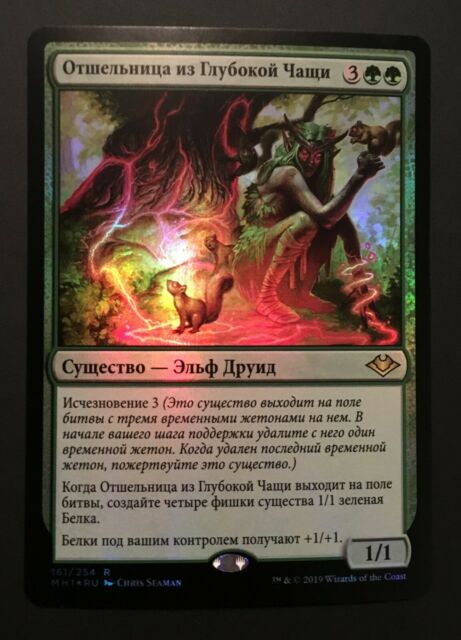 Отшельница из Глубокой Чащи 3
Существо — Эльф Друид
Исчезновение 3 (Это существо выходит на поле
битвы с тремя временными жетонами на нем. В
начале вашего шага поддержки удалите с него один
временной жетон. Когда удален последний временной
жетон, пожертвуйте это существо.)
Когда Отшельница из Глубокой Чащи выходит на поле
битвы, создайте четыре фишки существа 1/1 зеленая
Белка.
Белки под вашим контролем получают +1/+1.
1/1
161/254 R
MH1★RU Chris Seaman
™ & © 2019 Wizards of the Coast